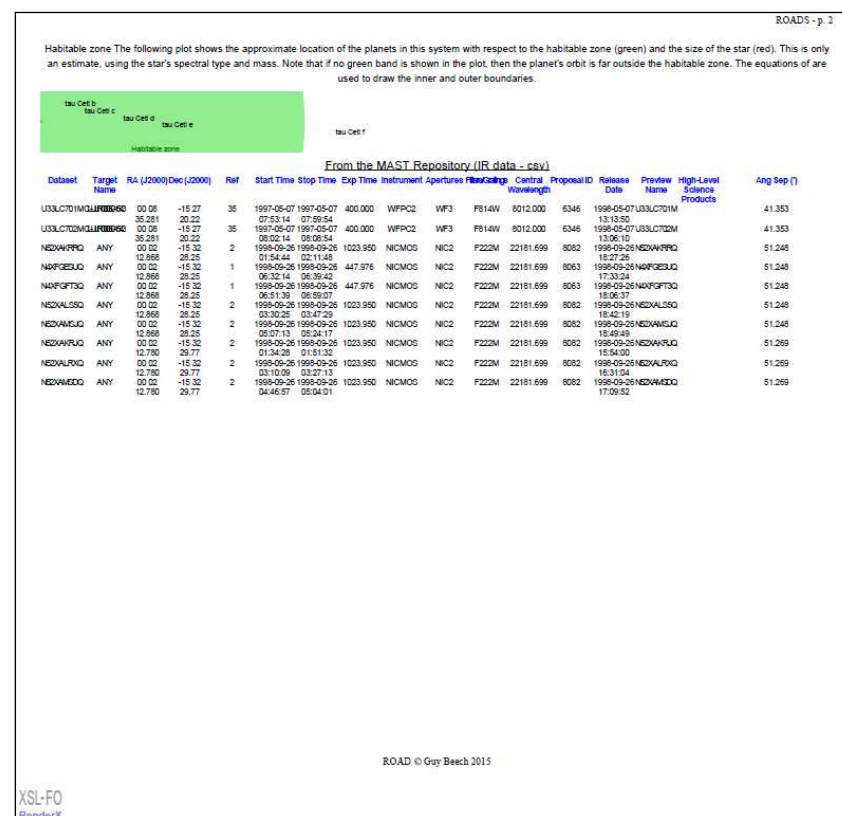 ROADS - p. 2
Habitable zone The following plot shows the approximate location of the planets in this system with respect to the habitable zone (green) and the size of the star (red). This is only
an estimate, using the star's spectral type and mass. Note that if no green band is shown in the plot, then the planet's orbit is far outside the habitable zone. The equations of are
used to draw the inner and outer boundaries.
tau Ceti b
tau Ceti c
tau Ceti d
tau Ceti e
tau Ceti f
Habitable zone
From the MAST Repository (IR data - csv)
Dataset Target RA (J2000) Dec (J2000) Ref Start Time Stop Time Exp Time Instrument Apertures Central Proposal ID Release Preview High-Level Ang Sep (')
Name Wavelength Date Name Science
Products
U33LC701M 00 08 -15 27 35 1997-05-07 1997-05-07 400.000 WFPC2 WF3 F814W 8012.000 6346 1998-05-07 U33LC701M 41.353
35.281 20.22 07:53:14 07:59:54 13:13:50
U33LC702M 00 08 -15 27 35 1997-05-07 1997-05-07 400.000 WFPC2 WF3 F814W 8012.000 6346 1998-05-07 U33LC702M 41.353
35.281 20.22 08:02:14 08:08:54 13:06:10
N52XAKRRQ ANY 00 02 -15 32 2 1998-09-26 1998-09-26 1023.950 NICMOS NIC2 F222M 22181.699 8082 1998-09-26 N52XAKRRQ 51.248
12.868 28.25 01:54:44 02:11:48 18:27:26
N4XFGESUQ ANY 00 02 -15 32 1 1998-09-26 1998-09-26 447.976 NICMOS NIC2 F222M 22181.699 8063 1998-09-26 N4XFGESUQ 51.248
12.868 28.25 06:32:14 06:39:42 17:33:24
N4XFGFT3Q ANY 00 02 -15 32 1 1998-09-26 1998-09-26 447.976 NICMOS NIC2 F222M 22181.699 8063 1998-09-26 N4XFGFT3Q 51.248
12.868 28.25 06:51:39 06:59:07 18:06:37
N52XALS5Q ANY 00 02 -15 32 2 1998-09-26 1998-09-26 1023.950 NICMOS NIC2 F222M 22181.699 8082 1998-09-26 N52XALS5Q 51.248
12.868 28.25 03:30:25 03:47:29 18:42:19
N52XAMSJQ ANY 00 02 -15 32 2 1998-09-26 1998-09-26 1023.950 NICMOS NIC2 F222M 22181.699 8082 1998-09-26 N52XAMSJQ 51.248
12.868 28.25 05:07:13 05:24:17 18:49:49
N52XAKRJQ ANY 00 02 -15 32 2 1998-09-26 1998-09-26 1023.950 NICMOS NIC2 F222M 22181.699 8082 1998-09-26 N52XAKRJQ 51.269
12.780 29.77 01:34:28 01:51:32 15:54:00
N52XALRXQ ANY 00 02 -15 32 2 1998-09-26 1998-09-26 1023.950 NICMOS NIC2 F222M 22181.699 8082 1998-09-26 N52XALRXQ 51.269
12.780 29.77 03:10:09 03:27:13 16:31:04
N52XAMSDQ ANY 00 02 -15 32 2 1998-09-26 1998-09-26 1023.950 NICMOS NIC2 F222M 22181.699 8082 1998-09-26 N52XAMSDQ 51.269
12.780 29.77 04:46:57 05:04:01 17:09:52
ROAD © Guy Beech 2015
XSL•FO
RenderX